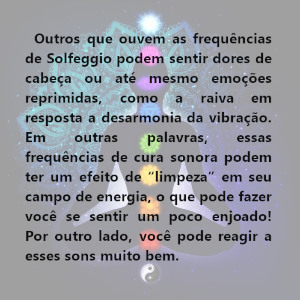 Outros que ouvem as frequências
de Solfeggio podem sentir dores de
cabeça ou até mesmo emoções
reprimidas, como a raiva em
resposta a desarmonia da vibração.
Em outras palavras, essas
frequências de cura sonora podem
ter um efeito de “limpeza” em seu
campo de energia, o que pode fazer
você se sentir um pouco enjoado!
Por outro lado, você pode reagir a
esses sons muito bem.